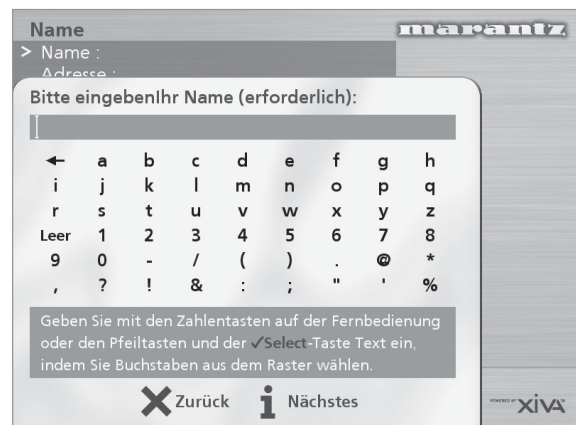 Name
marantz
> Name :
Adresse :
Bitte eingebenIhr Name (erforderlich):
← a b c d e f g h
i j k l m n o p q
r s t u v w x y z
Leer 1 2 3 4 5 6 7 8
9 0 - / ( ) . @ *
, ? ! & : ; " ' %
Geben Sie mit den Zahlentasten auf der Fernbedienung
oder den Pfeiltasten und der ✓Select-Taste Text ein,
indem Sie Buchstaben aus dem Raster wählen.
Zurück i Nächstes
POWERED BY XiVA™